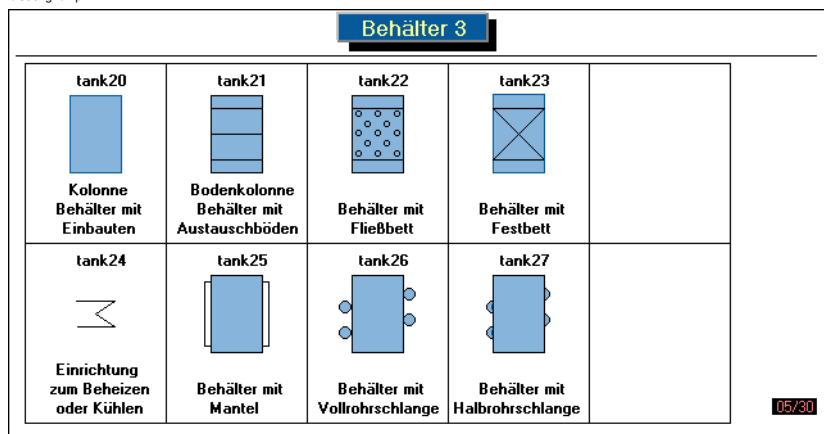 Behälter 3
tank20
tank21
tank22
tank23
Kolonne
Behälter mit
Einbauten
Bodenkolonne
Behälter mit
Austauschböden
Behälter mit
Fließbett
Behälter mit
Festbett
tank24
tank25
tank26
tank27
Einrichtung
zum Beheizen
oder Kühlen
Behälter mit
Mantel
Behälter mit
Vollrohrschlange
Behälter mit
Halbrohrschlange
05/30